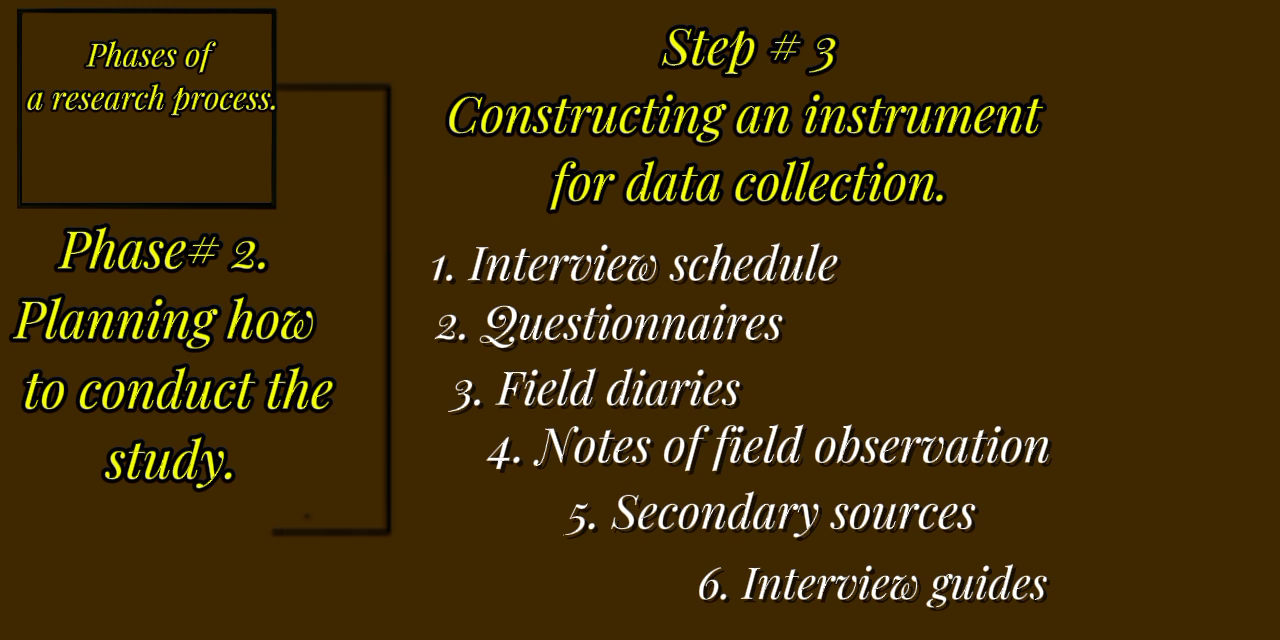 Phases of
a research process.
Phase# 2.
Planning how
to conduct the
study.
Step # 3
Constructing an instrument
for data collection.
1. Interview schedule
2. Questionnaires
3. Field diaries
4. Notes of field observation
5. Secondary sources
6. Interview guides